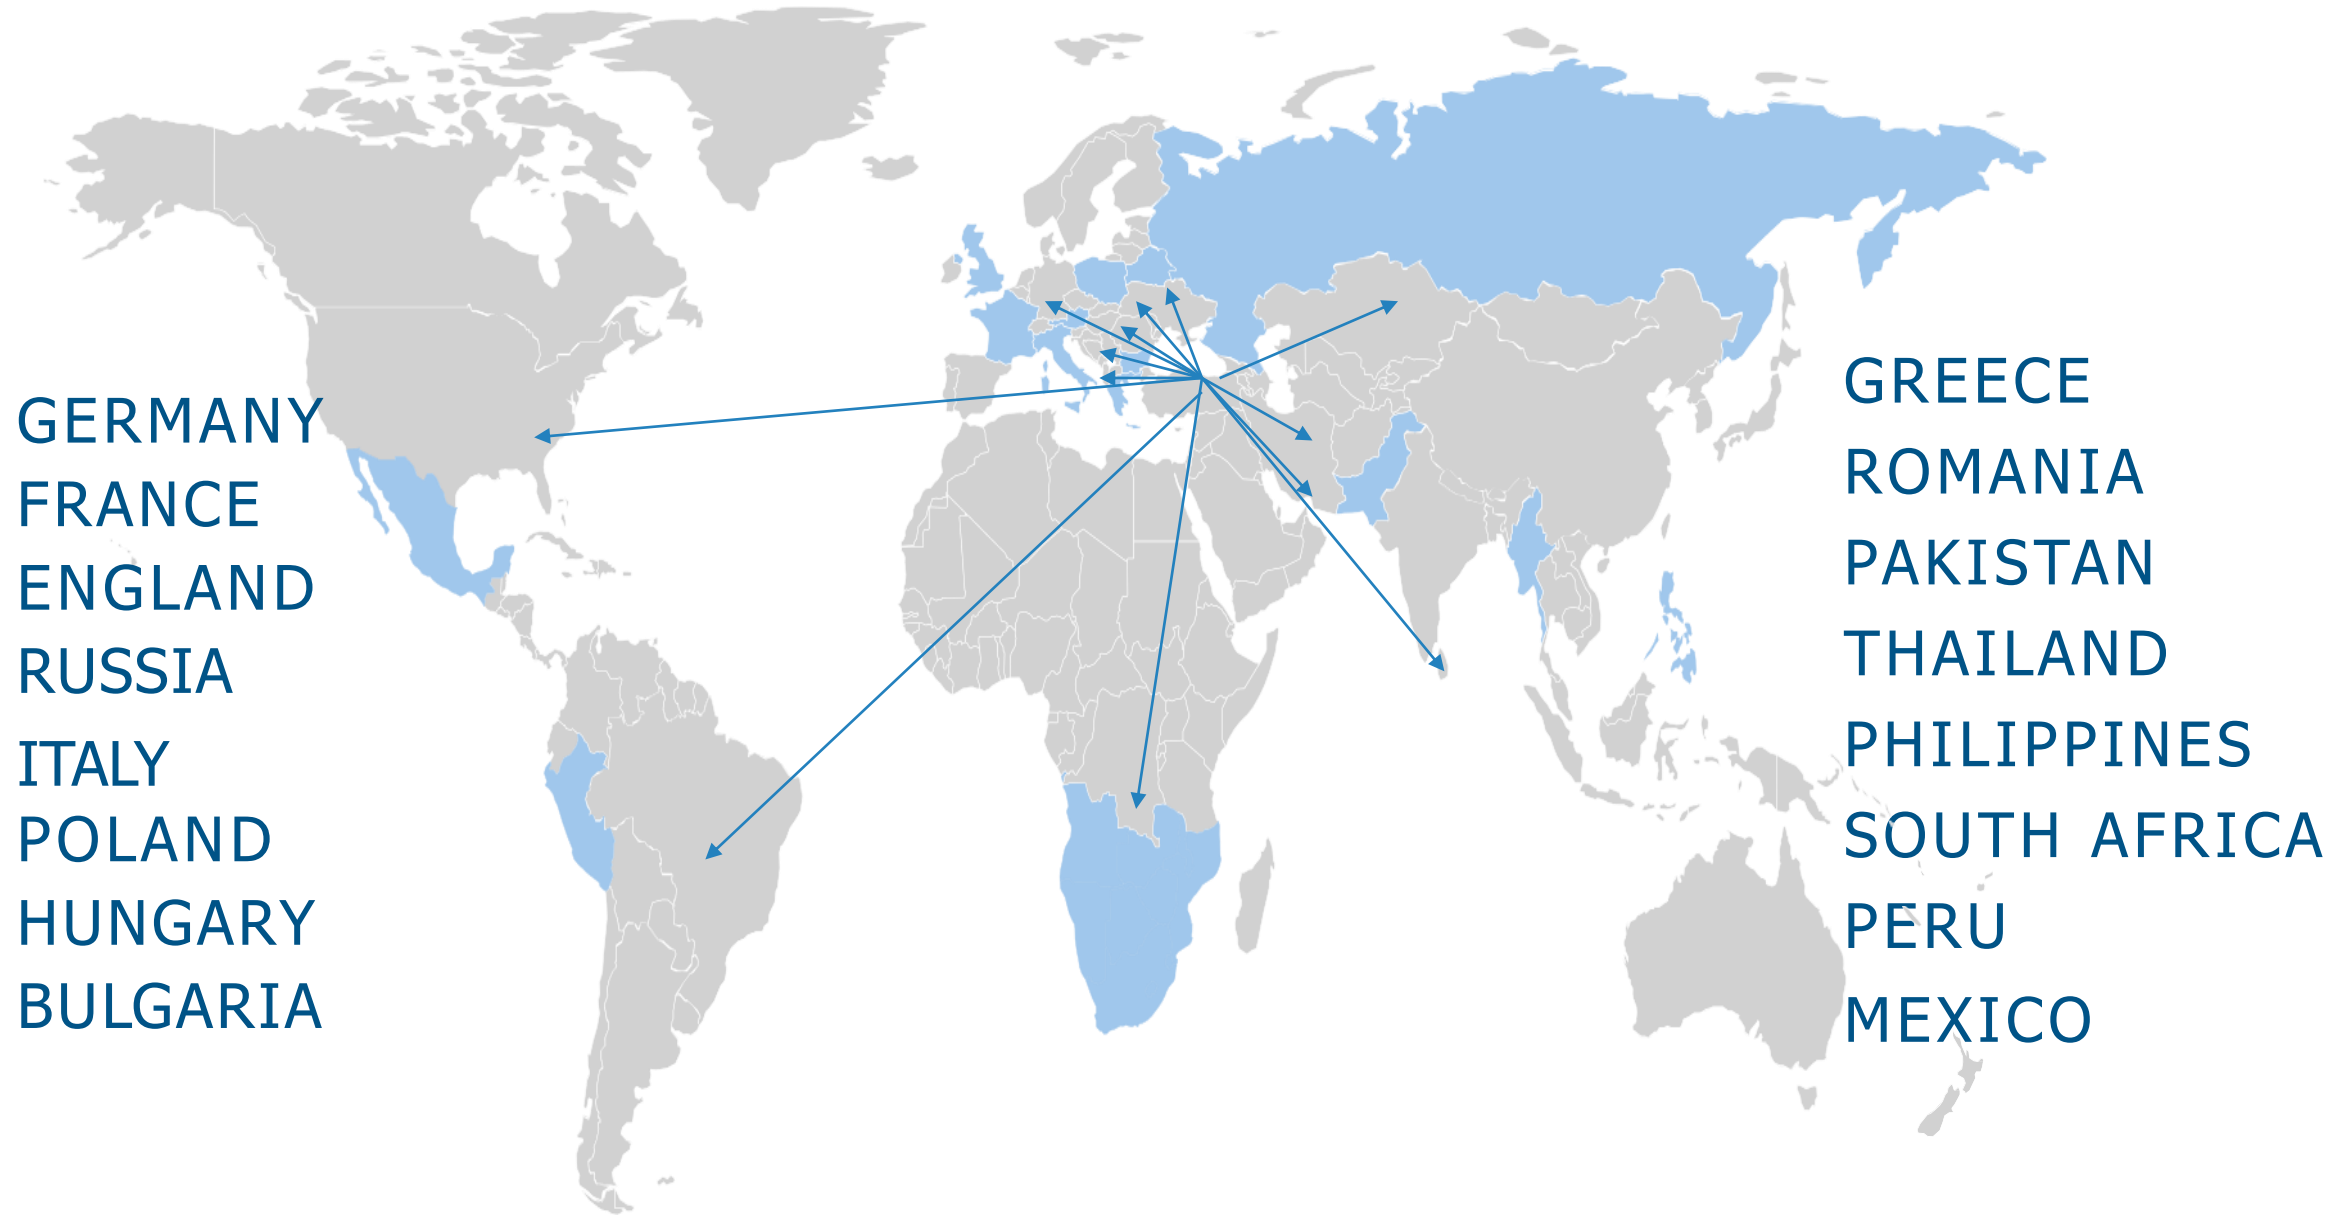 GERMANY
FRANCE
ENGLAND
RUSSIA
ITALY
POLAND
HUNGARY
BULGARIA
GREECE
ROMANIA
PAKISTAN
THAILAND
PHILIPPINES
SOUTH AFRICA
PERU
MEXICO